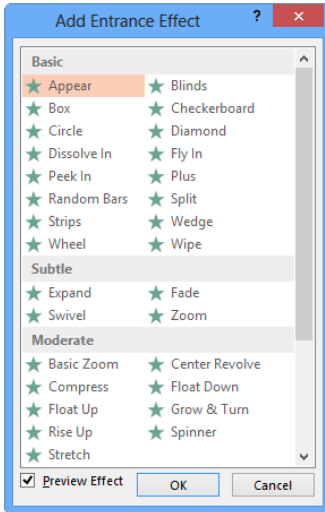 Add Entrance Effect ? ×
Basic
Appear Blinds
Box Checkerboard
Circle Diamond
Dissolve In Fly In
Peek In Plus
Random Bars Split
Strips Wedge
Wheel Wipe
Subtle
Expand Fade
Swivel Zoom
Moderate
Basic Zoom Center Revolve
Compress Float Down
Float Up Grow & Turn
Rise Up Spinner
Stretch
Preview Effect OK Cancel